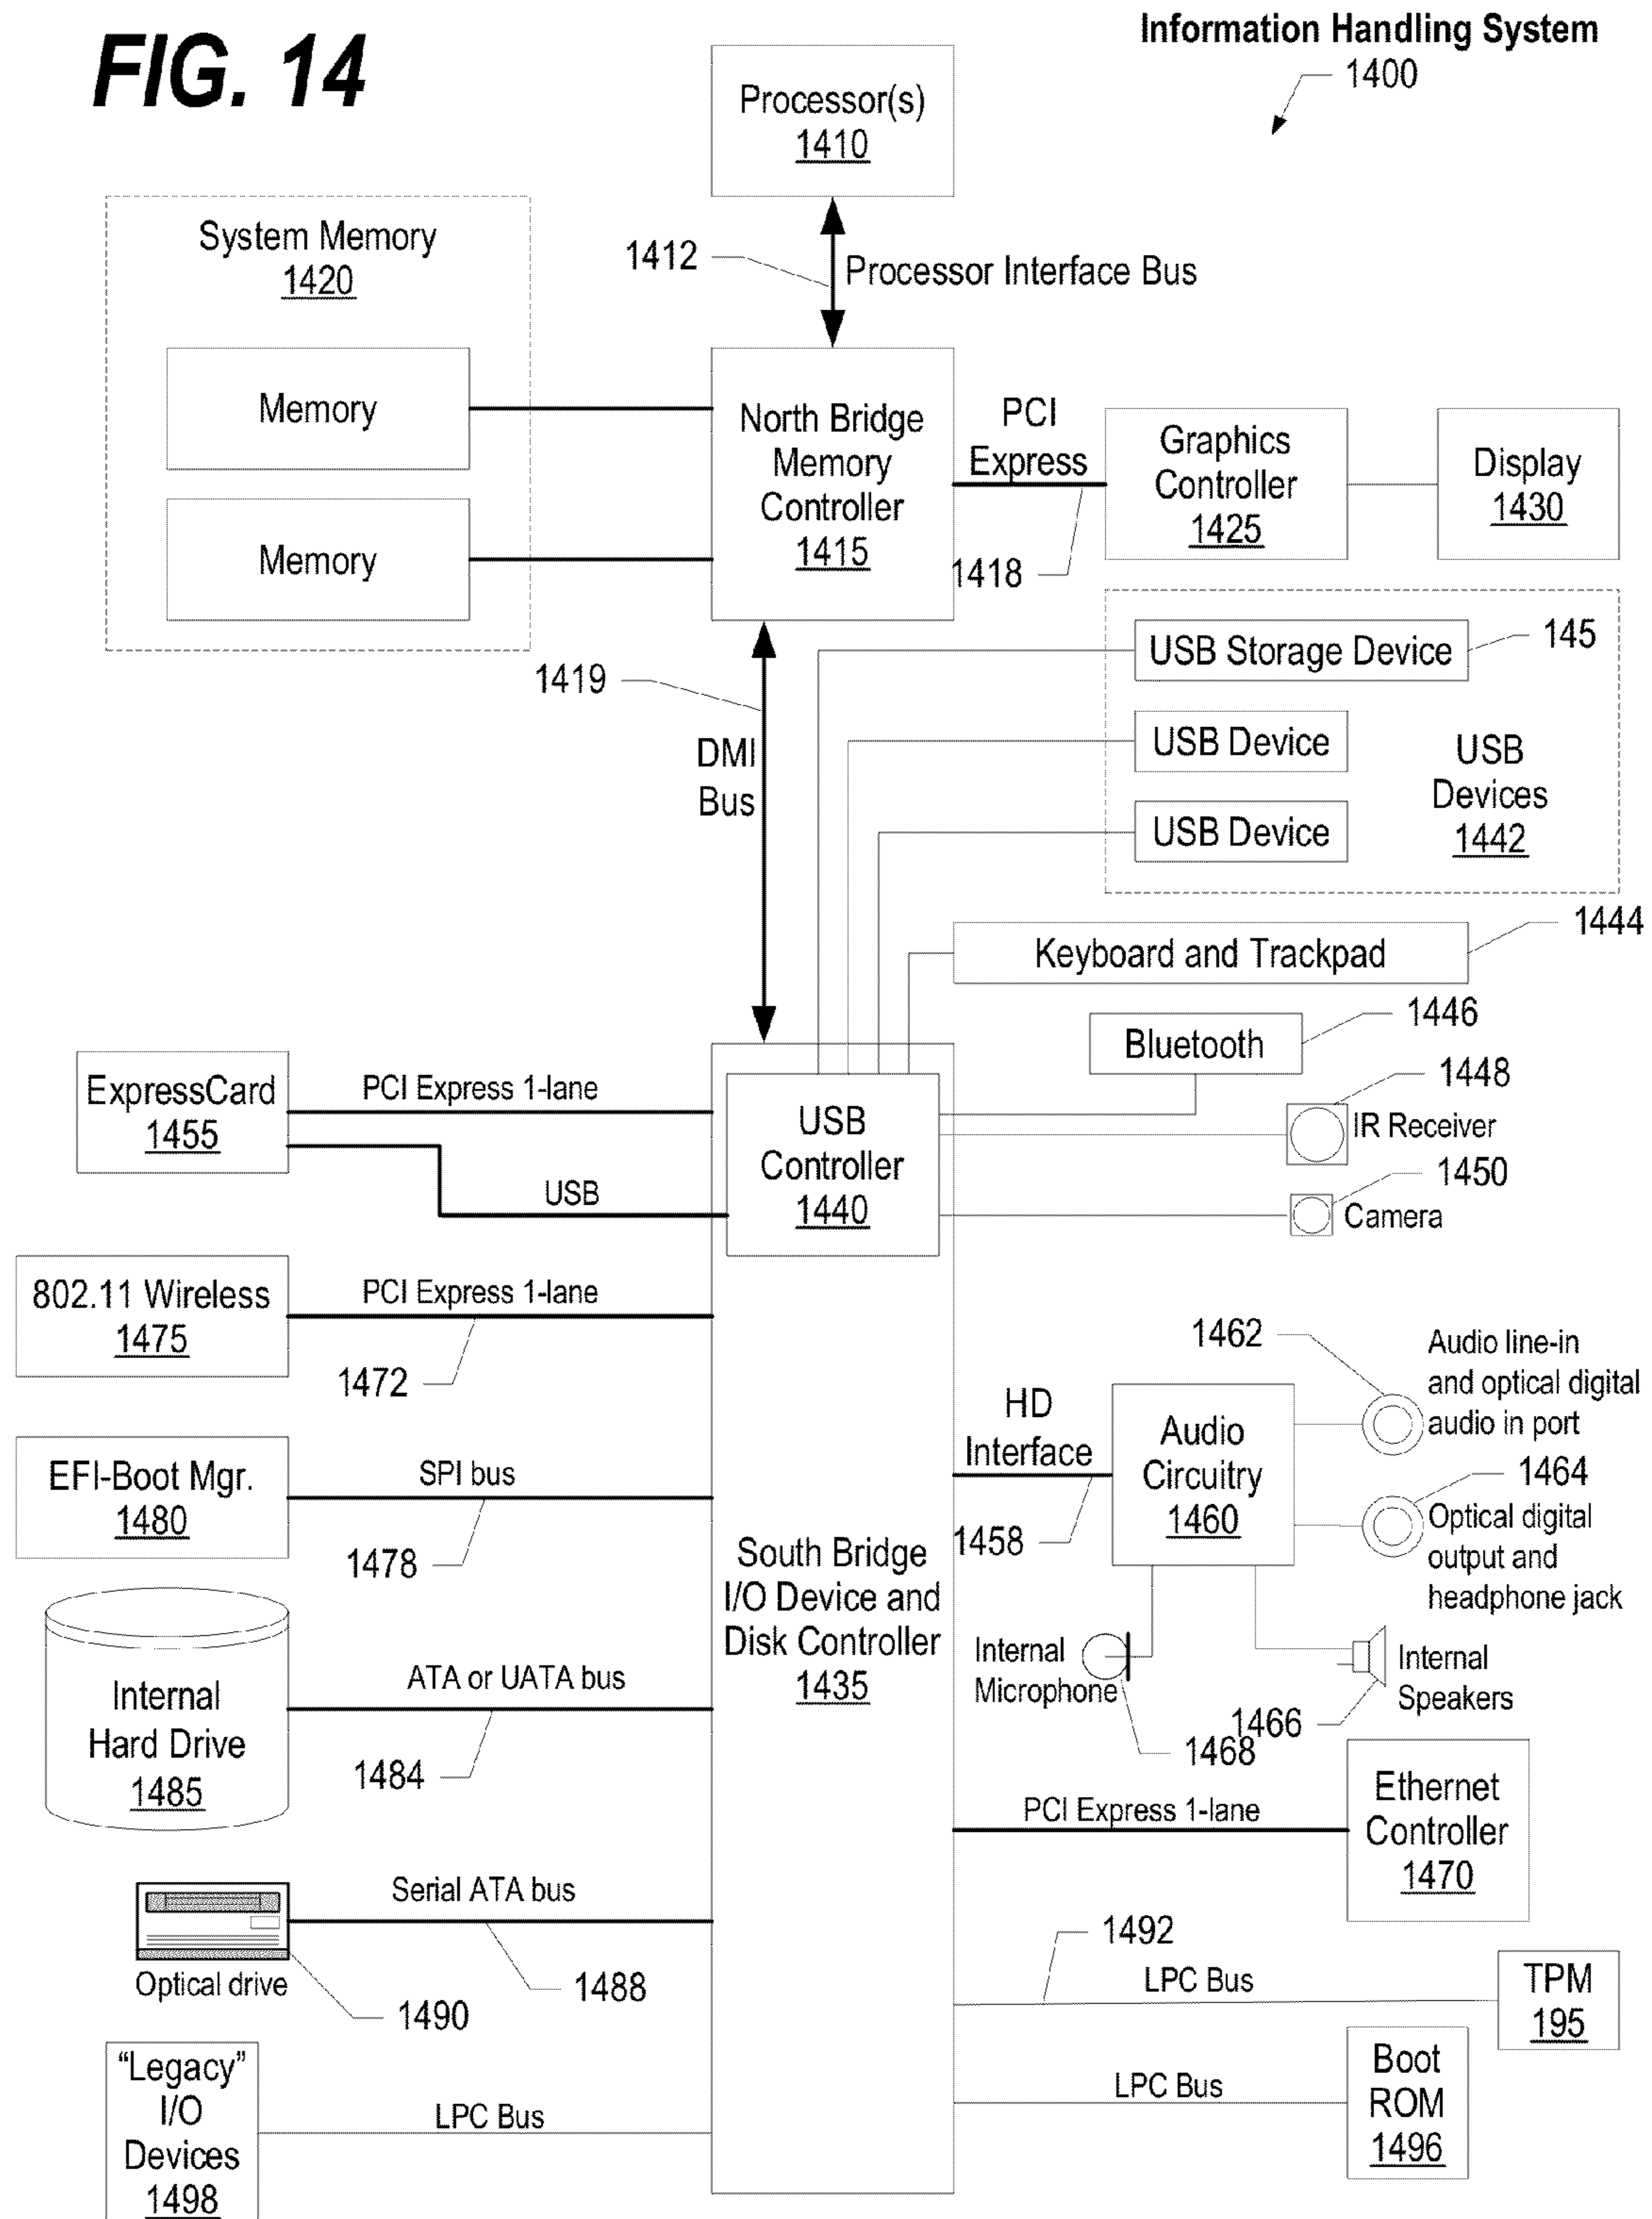 FIG. 14
Information Handling System
1400
Processor(s)
1410
1412
Processor Interface Bus
System Memory
1420
Memory
Memory
North Bridge
Memory
Controller
1415
PCI
Express
1418
Graphics
Controller
1425
Display
1430
1419
DMI
Bus
USB Storage Device
145
USB Device
USB Device
USB
Devices
1442
Keyboard and Trackpad
1444
Bluetooth
1446
1448
IR Receiver
1450
Camera
ExpressCard
1455
PCI Express 1-lane
USB
USB
Controller
1440
802.11 Wireless
1475
PCI Express 1-lane
1472
EFI-Boot Mgr.
1480
SPI bus
1478
South Bridge
I/O Device and
Disk Controller
1435
HD
Interface
1458
Audio
Circuitry
1460
1462
Audio line-in
and optical digital
audio in port
1464
Optical digital
output and
headphone jack
Internal
Microphone
1468
1466
Internal
Speakers
Internal
Hard Drive
1485
ATA or UATA bus
1484
PCI Express 1-lane
Ethernet
Controller
1470
Serial ATA bus
1488
Optical drive
1490
1492
LPC Bus
TPM
195
"Legacy"
I/O
Devices
1498
LPC Bus
LPC Bus
Boot
ROM
1496